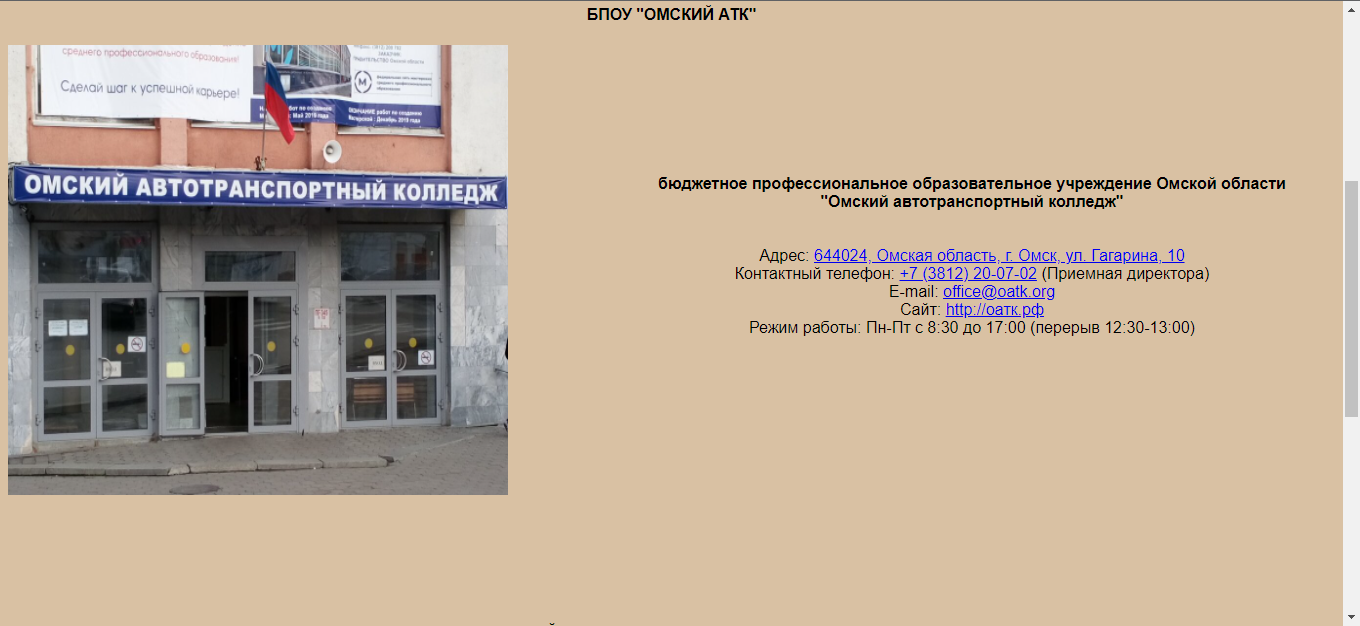 БПОУ "ОМСКИЙ АТК"
среднего профессионального образования!
Сделай шаг к успешной карьере!
ОМСКИЙ АВТОТРАНСПОРТНЫЙ КОЛЛЕДЖ
бюджетное профессиональное образовательное учреждение Омской области
"Омский автотранспортный колледж"
Адрес: 644024, Омская область, г. Омск, ул. Гагарина, 10
Контактный телефон: +7 (3812) 20-07-02 (Приемная директора)
E-mail: office@oatk.org
Сайт: http://оатк.рф
Режим работы: Пн-Пт с 8:30 до 17:00 (перерыв 12:30-13:00)